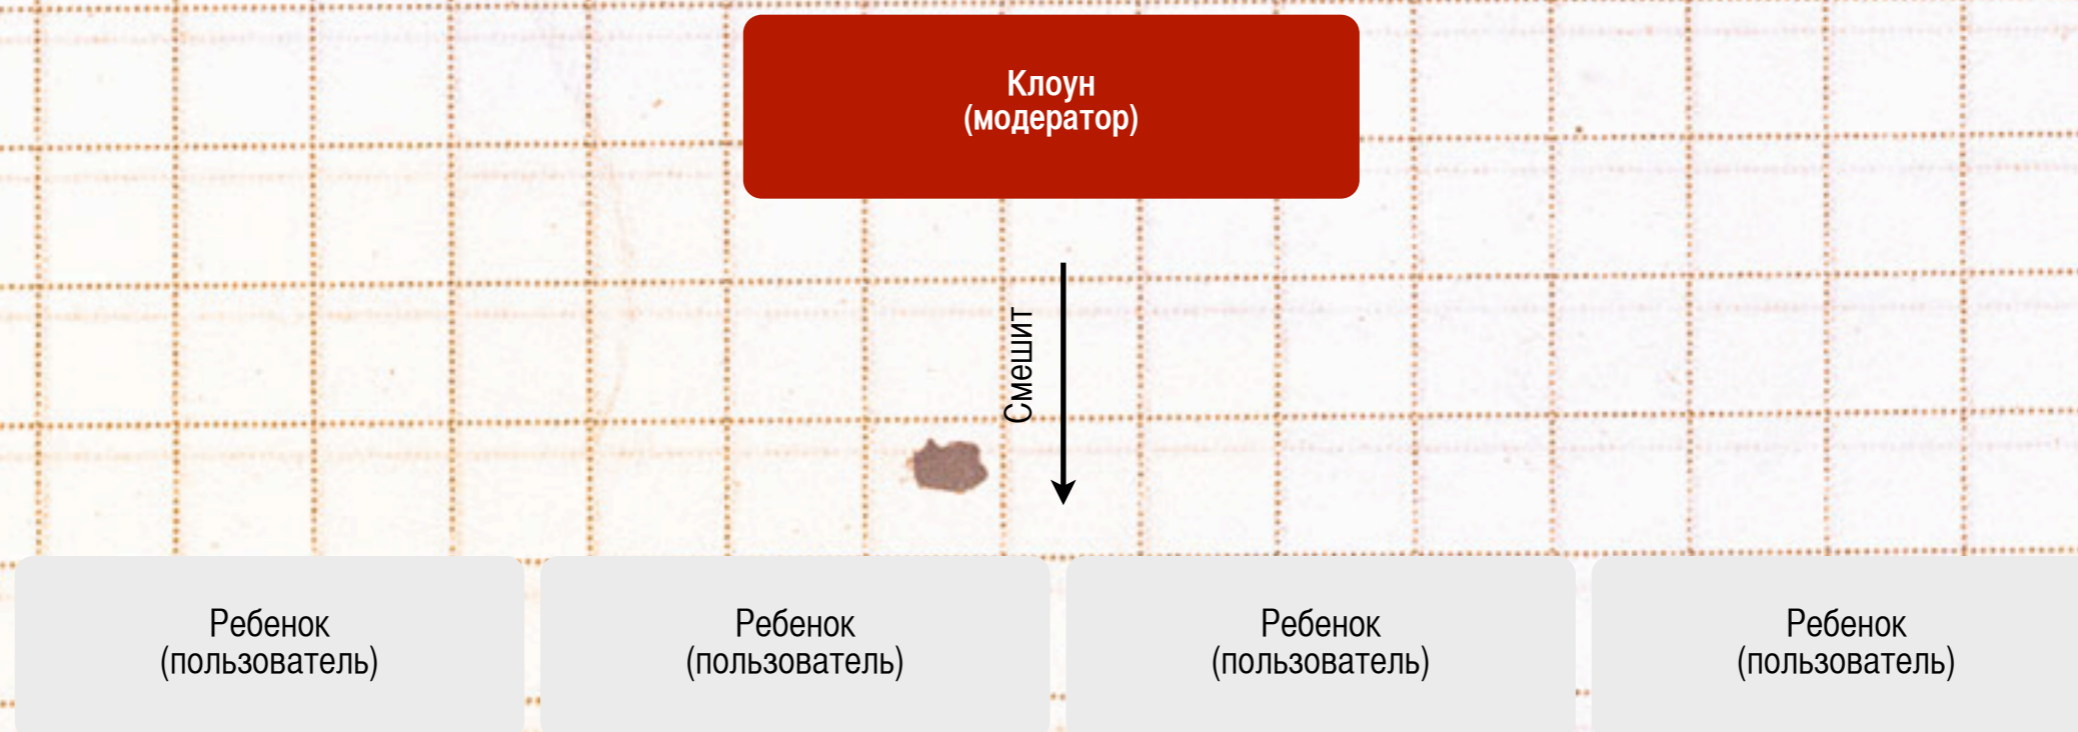 Клоун
(модератор)
Смешит
Ребенок
(пользователь)
Ребенок
(пользователь)
Ребенок
(пользователь)
Ребенок
(пользователь)